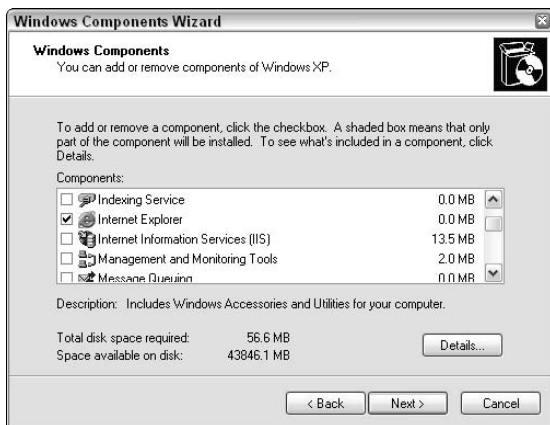 Windows Components Wizard
Windows Components
You can add or remove components of Windows XP.
To add or remove a component, click the checkbox. A shaded box means that only
part of the component will be installed. To see what's included in a component, click
Details.
Components:
Indexing Service 0.0 MB
Internet Explorer 0.0 MB
Internet Information Services (IIS) 13.5 MB
Management and Monitoring Tools 2.0 MB
Message Queuing 0.0 MB
Description: Includes Windows Accessories and Utilities for your computer.
Total disk space required: 56.6 MB
Space available on disk: 43846.1 MB
Details...
< Back Next > Cancel